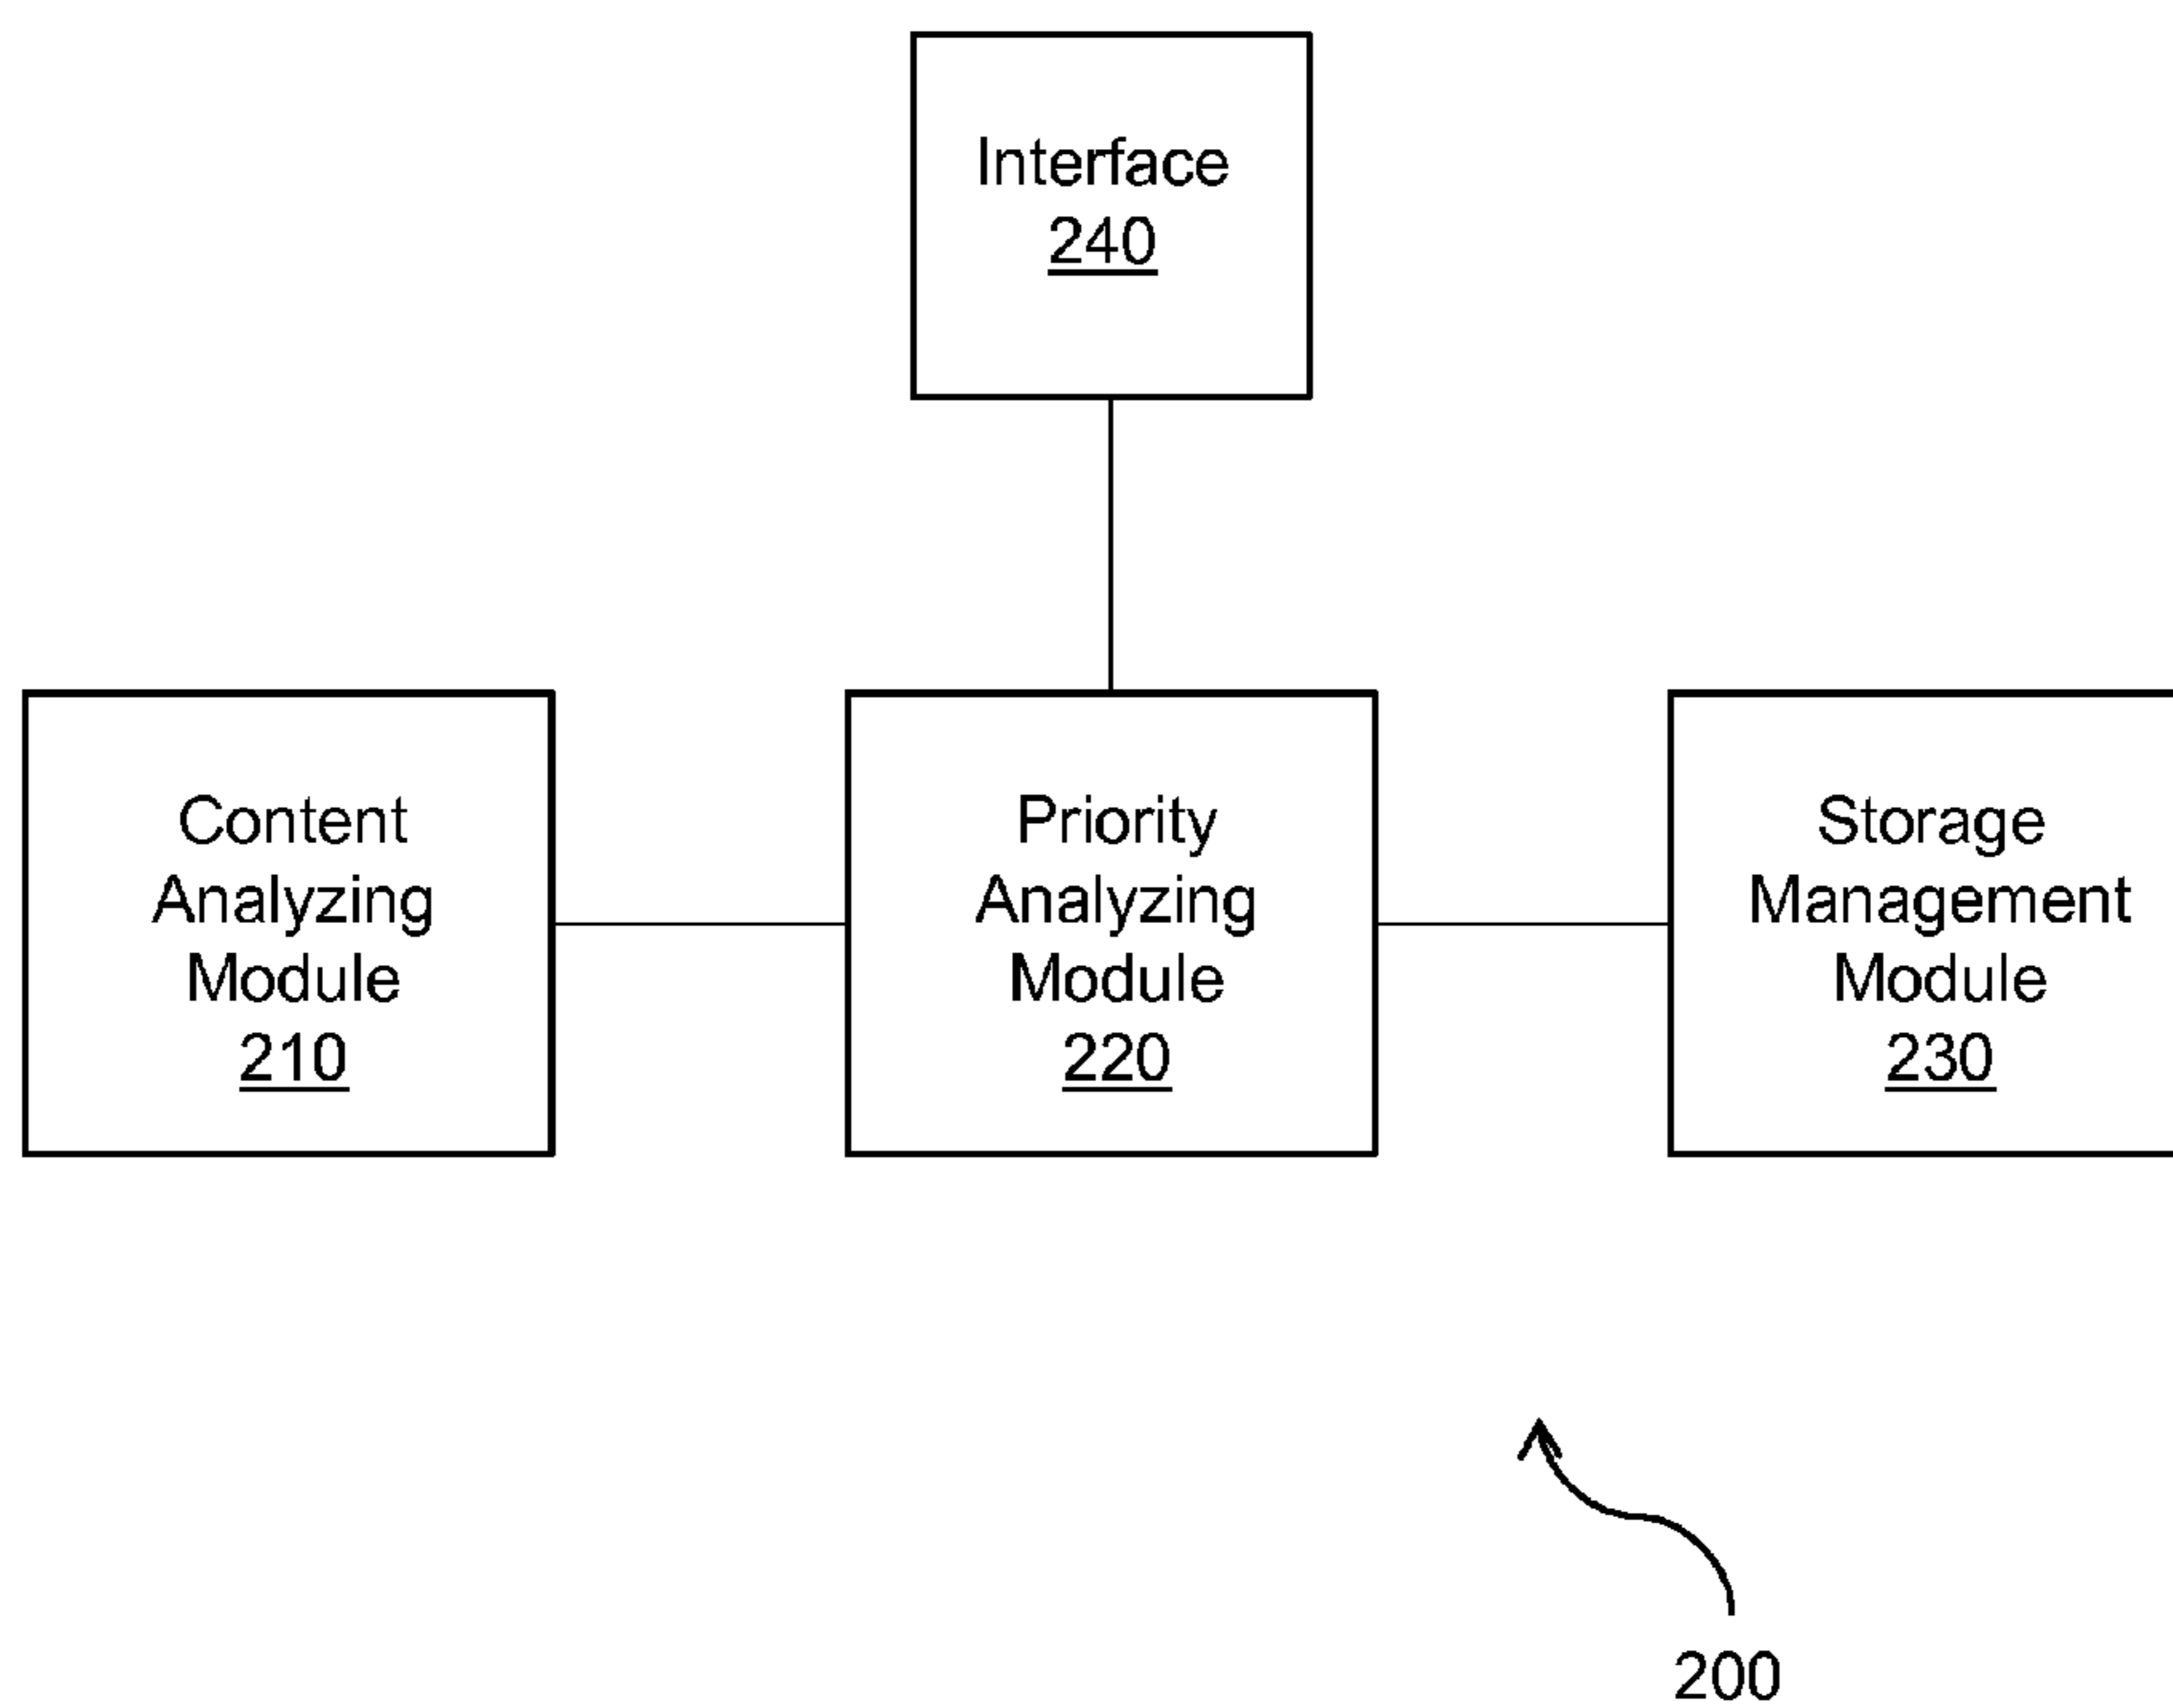 Interface
240
Content
Analyzing
Module
210
Priority
Analyzing
Module
220
Storage
Management
Module
230
200